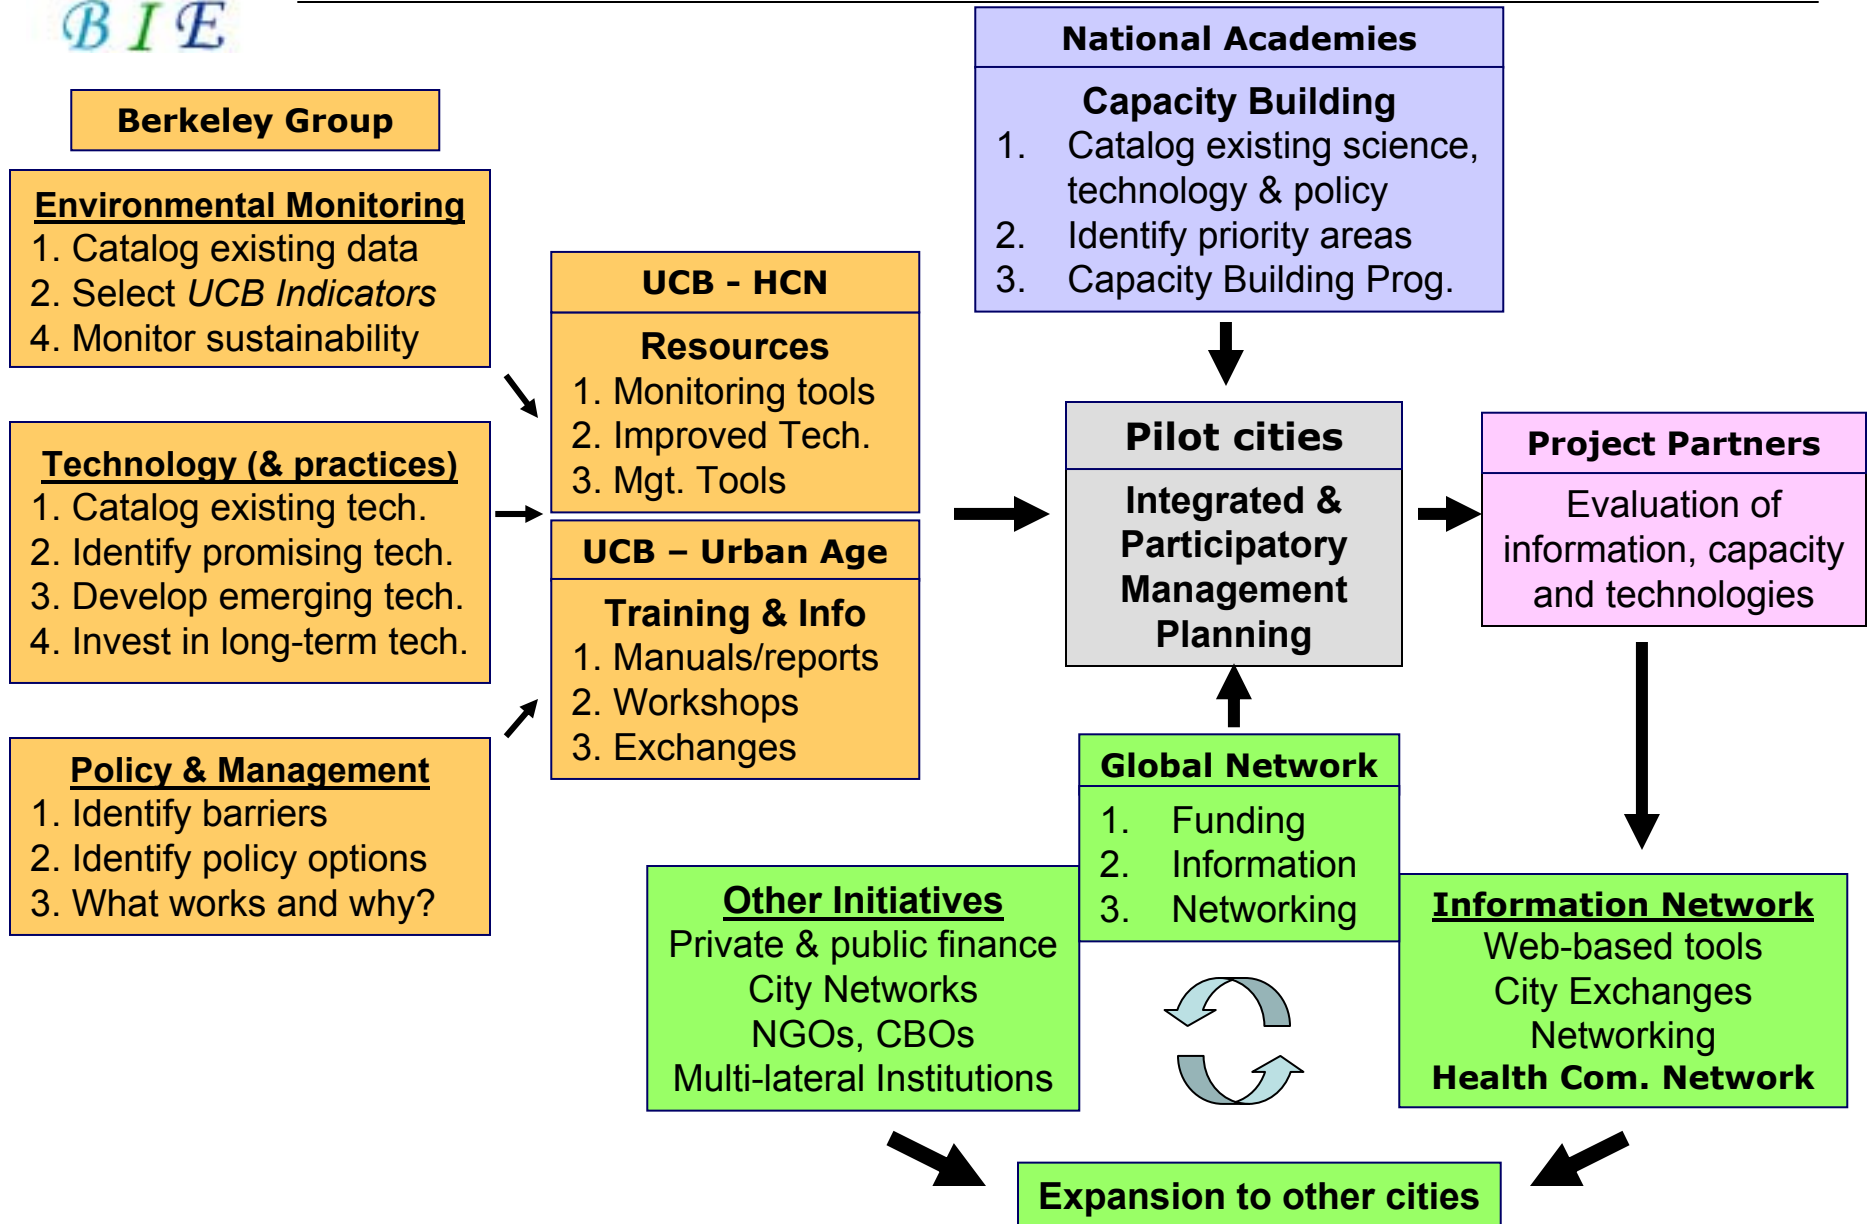 BIE
Berkeley Group
Environmental Monitoring
1. Catalog existing data
2. Select UCB Indicators
4. Monitor sustainability
Technology (& practices)
1. Catalog existing tech.
2. Identify promising tech.
3. Develop emerging tech.
4. Invest in long-term tech.
Policy & Management
1. Identify barriers
2. Identify policy options
3. What works and why?
UCB - HCN
Resources
1. Monitoring tools
2. Improved Tech.
3. Mgt. Tools
UCB – Urban Age
Training & Info
1. Manuals/reports
2. Workshops
3. Exchanges
National Academies
Capacity Building
1. Catalog existing science,
technology & policy
2. Identify priority areas
3. Capacity Building Prog.
Pilot cities
Integrated &
Participatory
Management
Planning
Project Partners
Evaluation of
information, capacity
and technologies
Global Network
1. Funding
2. Information
3. Networking
Other Initiatives
Private & public finance
City Networks
NGOs, CBOs
Multi-lateral Institutions
Information Network
Web-based tools
City Exchanges
Networking
Health Com. Network
Expansion to other cities